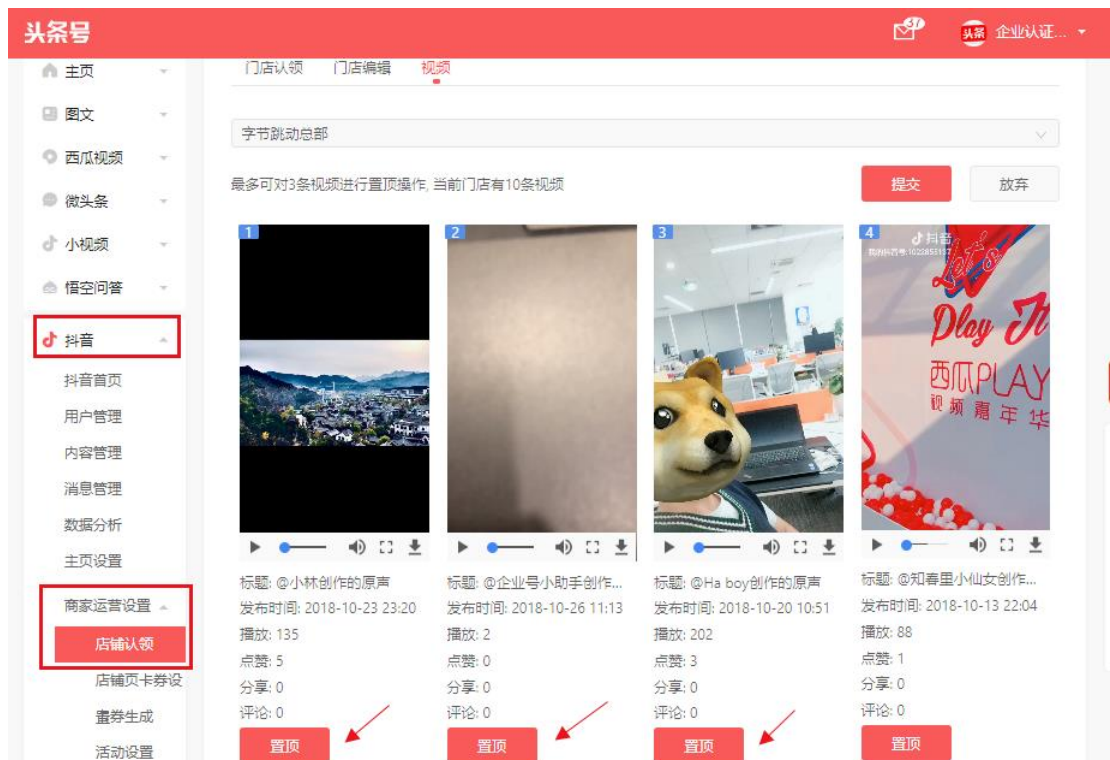 头条号
31
头条
企业认证...
主页
图文
西瓜视频
微头条
小视频
悟空问答
抖音
抖音首页
用户管理
内容管理
消息管理
数据分析
主页设置
商家运营设置
店铺认领
店铺页卡券设
券生成
活动设置
门店认领 门店编辑 视频
字节跳动总部
最多可对3条视频进行置顶操作, 当前门店有10条视频
提交 放弃
1
标题: @小林创作的原声
发布时间: 2018-10-23 23:20
播放: 135
点赞: 5
分享: 0
评论: 0
置顶
2
标题: @企业号小助手创作...
发布时间: 2018-10-26 11:13
播放: 2
点赞: 0
分享: 0
评论: 0
置顶
3
标题: @Ha boy创作的原声
发布时间: 2018-10-20 10:51
播放: 202
点赞: 3
分享: 0
评论: 0
置顶
4
抖音
Let's
go
Play It
西瓜PLAY
视频嘉年华
标题: @知春里小仙女创作...
发布时间: 2018-10-13 22:04
播放: 88
点赞: 1
分享: 0
评论: 0
置顶